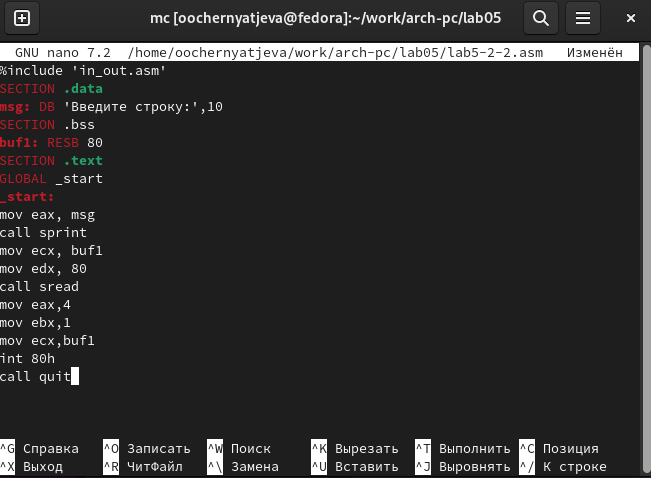 mc [oochernyatjeva@fedora]:~/work/arch-pc/lab05
GNU nano 7.2 /home/oochernyatjeva/work/arch-pc/lab05/lab5-2-2.asm Изменён
%include 'in_out.asm'
SECTION .data
msg: DB 'Введите строку:',10
SECTION .bss
buf1: RESB 80
SECTION .text
GLOBAL _start
_start:
mov eax, msg
call sprint
mov ecx, buf1
mov edx, 80
call sread
mov eax,4
mov ebx,1
mov ecx,buf1
int 80h
call quit
^G Справка ^O Записать ^W Поиск ^K Вырезать ^T Выполнить ^C Позиция
^X Выход ^R ЧитФайл ^\ Замена ^U Вставить ^J Выровнять ^/ К строке